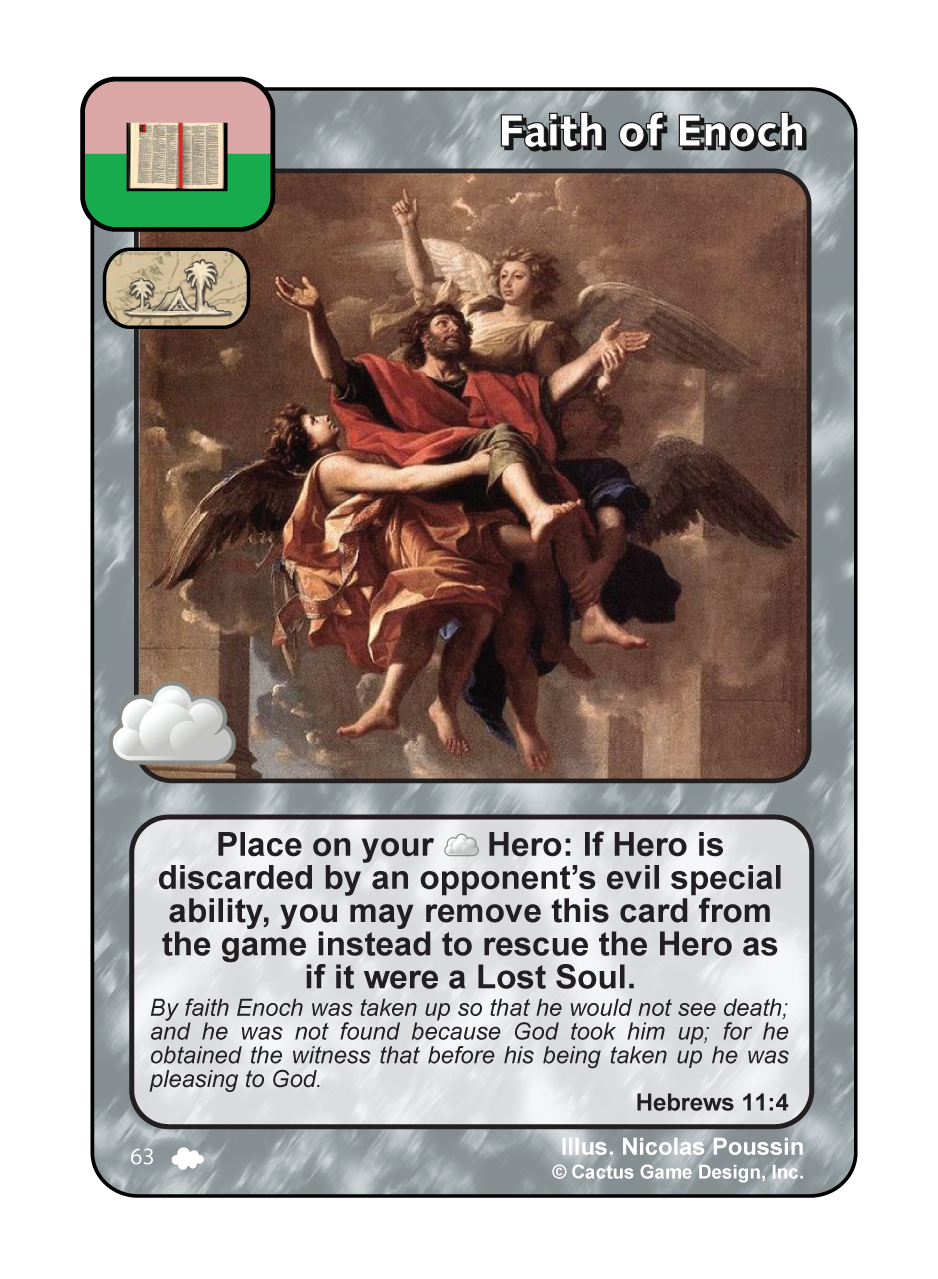 Faith of Enoch
Place on your Hero: If Hero is
discarded by an opponent's evil special
ability, you may remove this card from
the game instead to rescue the Hero as
if it were a Lost Soul.
By faith Enoch was taken up so that he would not see death;
and he was not found because God took him up; for he
obtained the witness that before his being taken up he was
pleasing to God.
Hebrews 11:4
63
Illus. Nicolas Poussin
© Cactus Game Design, Inc.